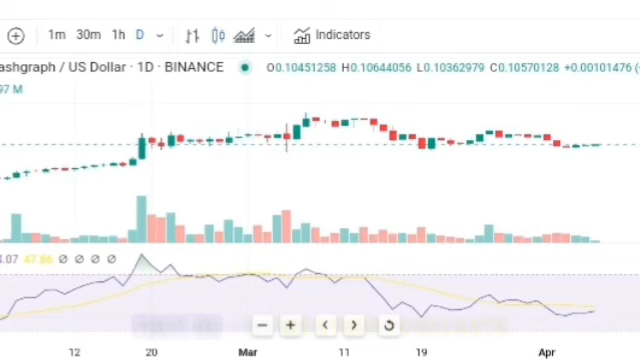 1m 30m 1h D Indicators
ashgraph / US Dollar · 1D · BINANCE O0.10451258 H0.10644056 L0.10362979 C0.10570128 +0.00101476
97 M
.07 47.86
12 20 Mar 11 19 Apr